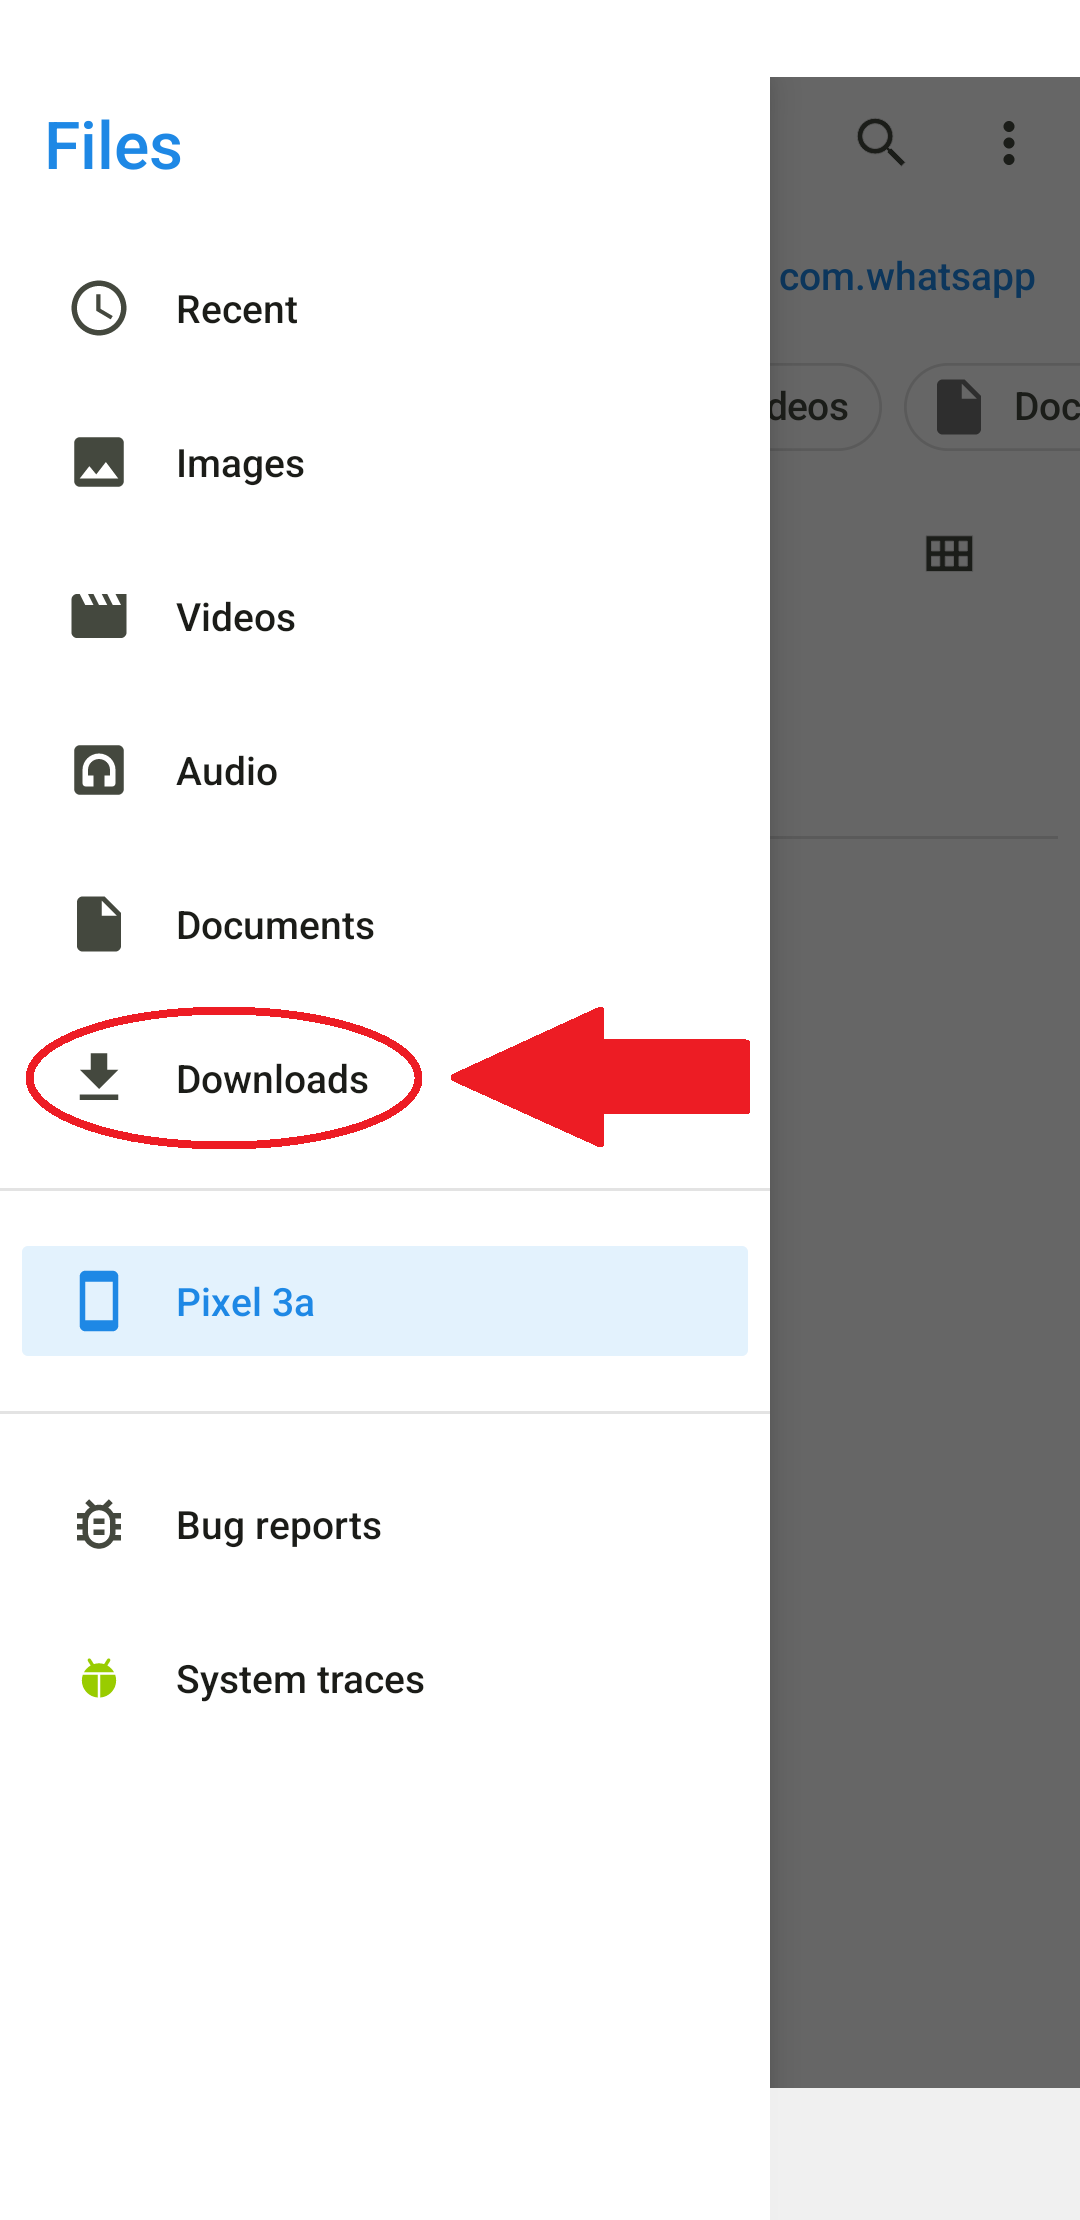 Files
com.whatsapp
Recent
deos
Doc
Images
Videos
Audio
Documents
Downloads
Pixel 3a
Bug reports
System traces